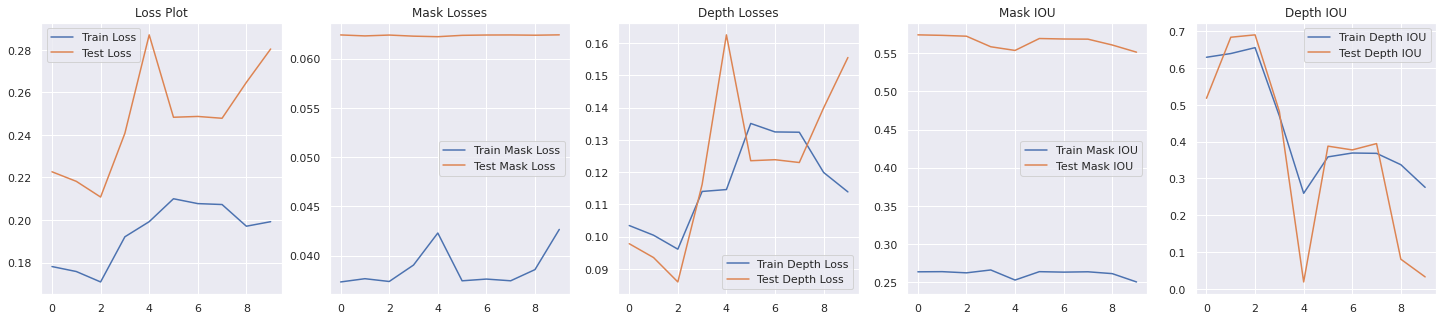 Loss Plot
Train Loss
Test Loss
0.28
0.26
0.24
0.22
0.20
0.18
0 2 4 6 8
Mask Losses
0.060
0.055
0.050
0.045
0.040
Train Mask Loss
Test Mask Loss
0 2 4 6 8
Depth Losses
0.16
0.15
0.14
0.13
0.12
0.11
0.10
0.09
Train Depth Loss
Test Depth Loss
0 2 4 6 8
Mask IOU
0.55
0.50
0.45
0.40
0.35
0.30
0.25
Train Mask IOU
Test Mask IOU
0 2 4 6 8
Depth IOU
Train Depth IOU
Test Depth IOU
0.7
0.6
0.5
0.4
0.3
0.2
0.1
0.0
0 2 4 6 8